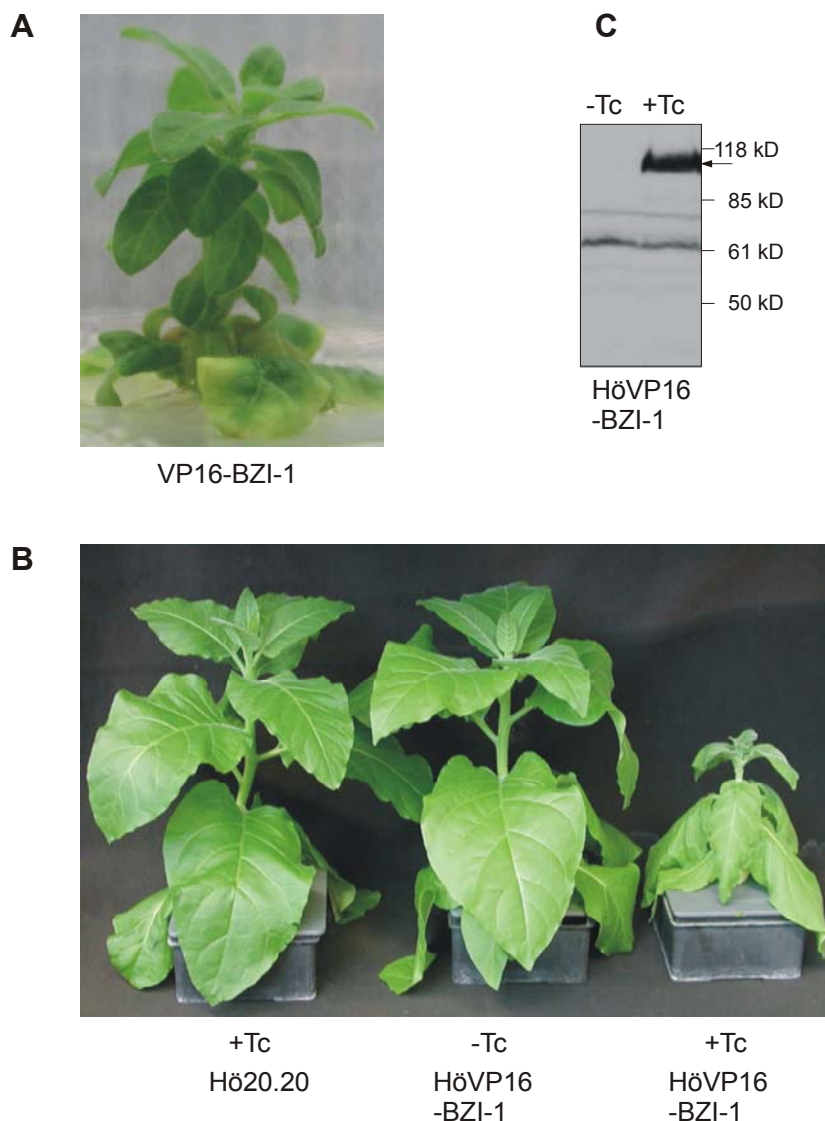 A
VP16-BZI-1
C
-Tc +Tc
118 kD
85 kD
61 kD
50 kD
HöVP16
-BZI-1
B
+Tc
Hö20.20
-Tc
HöVP16
-BZI-1
+Tc
HöVP16
-BZI-1